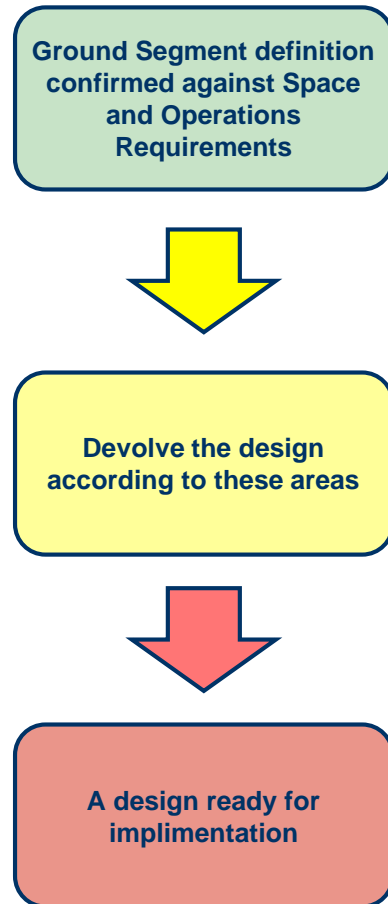 Ground Segment definition
confirmed against Space
and Operations
Requirements
Devolve the design
according to these areas
A design ready for
implimentation